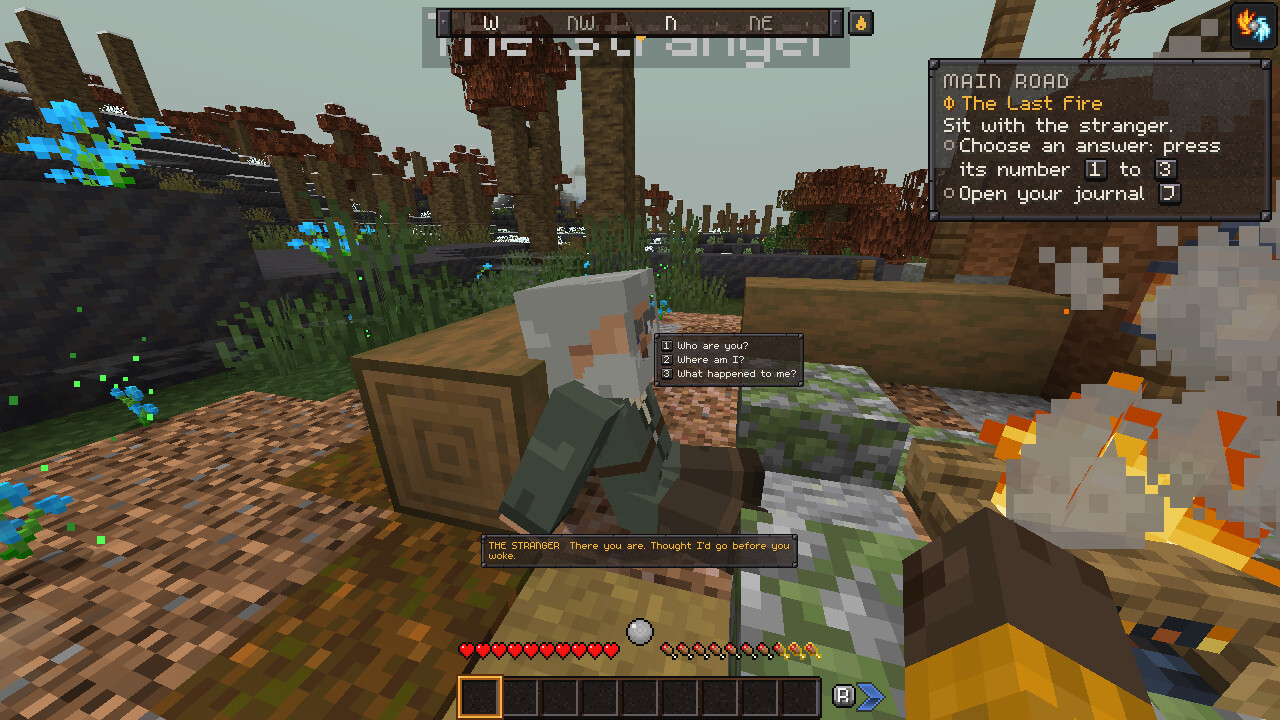 W NW N NE
The Stranger
MAIN ROAD
The Last Fire
Sit with the stranger.
Choose an answer: press
its number 1 to 3
Open your journal J
1 Who are you?
2 Where am I?
3 What happened to me?
THE STRANGER There you are. Thought I'd go before you
woke.
R